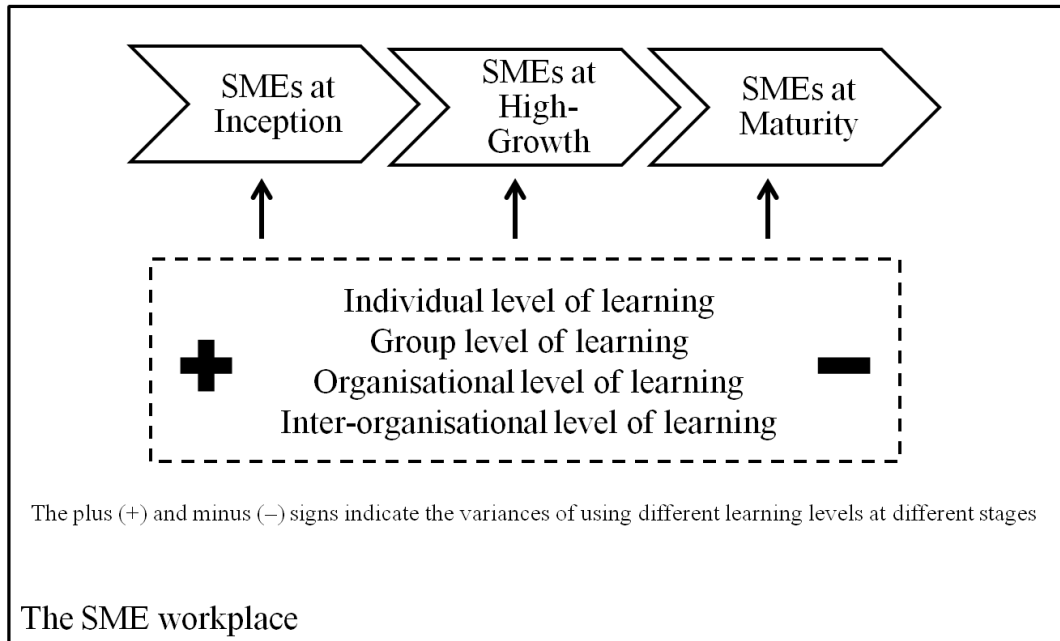 SMEs at
Inception
SMEs at
High-
Growth
SMEs at
Maturity
Individual level of learning
Group level of learning
Organisational level of learning
Inter-organisational level of learning
+
–
The plus (+) and minus (–) signs indicate the variances of using different learning levels at different stages
The SME workplace